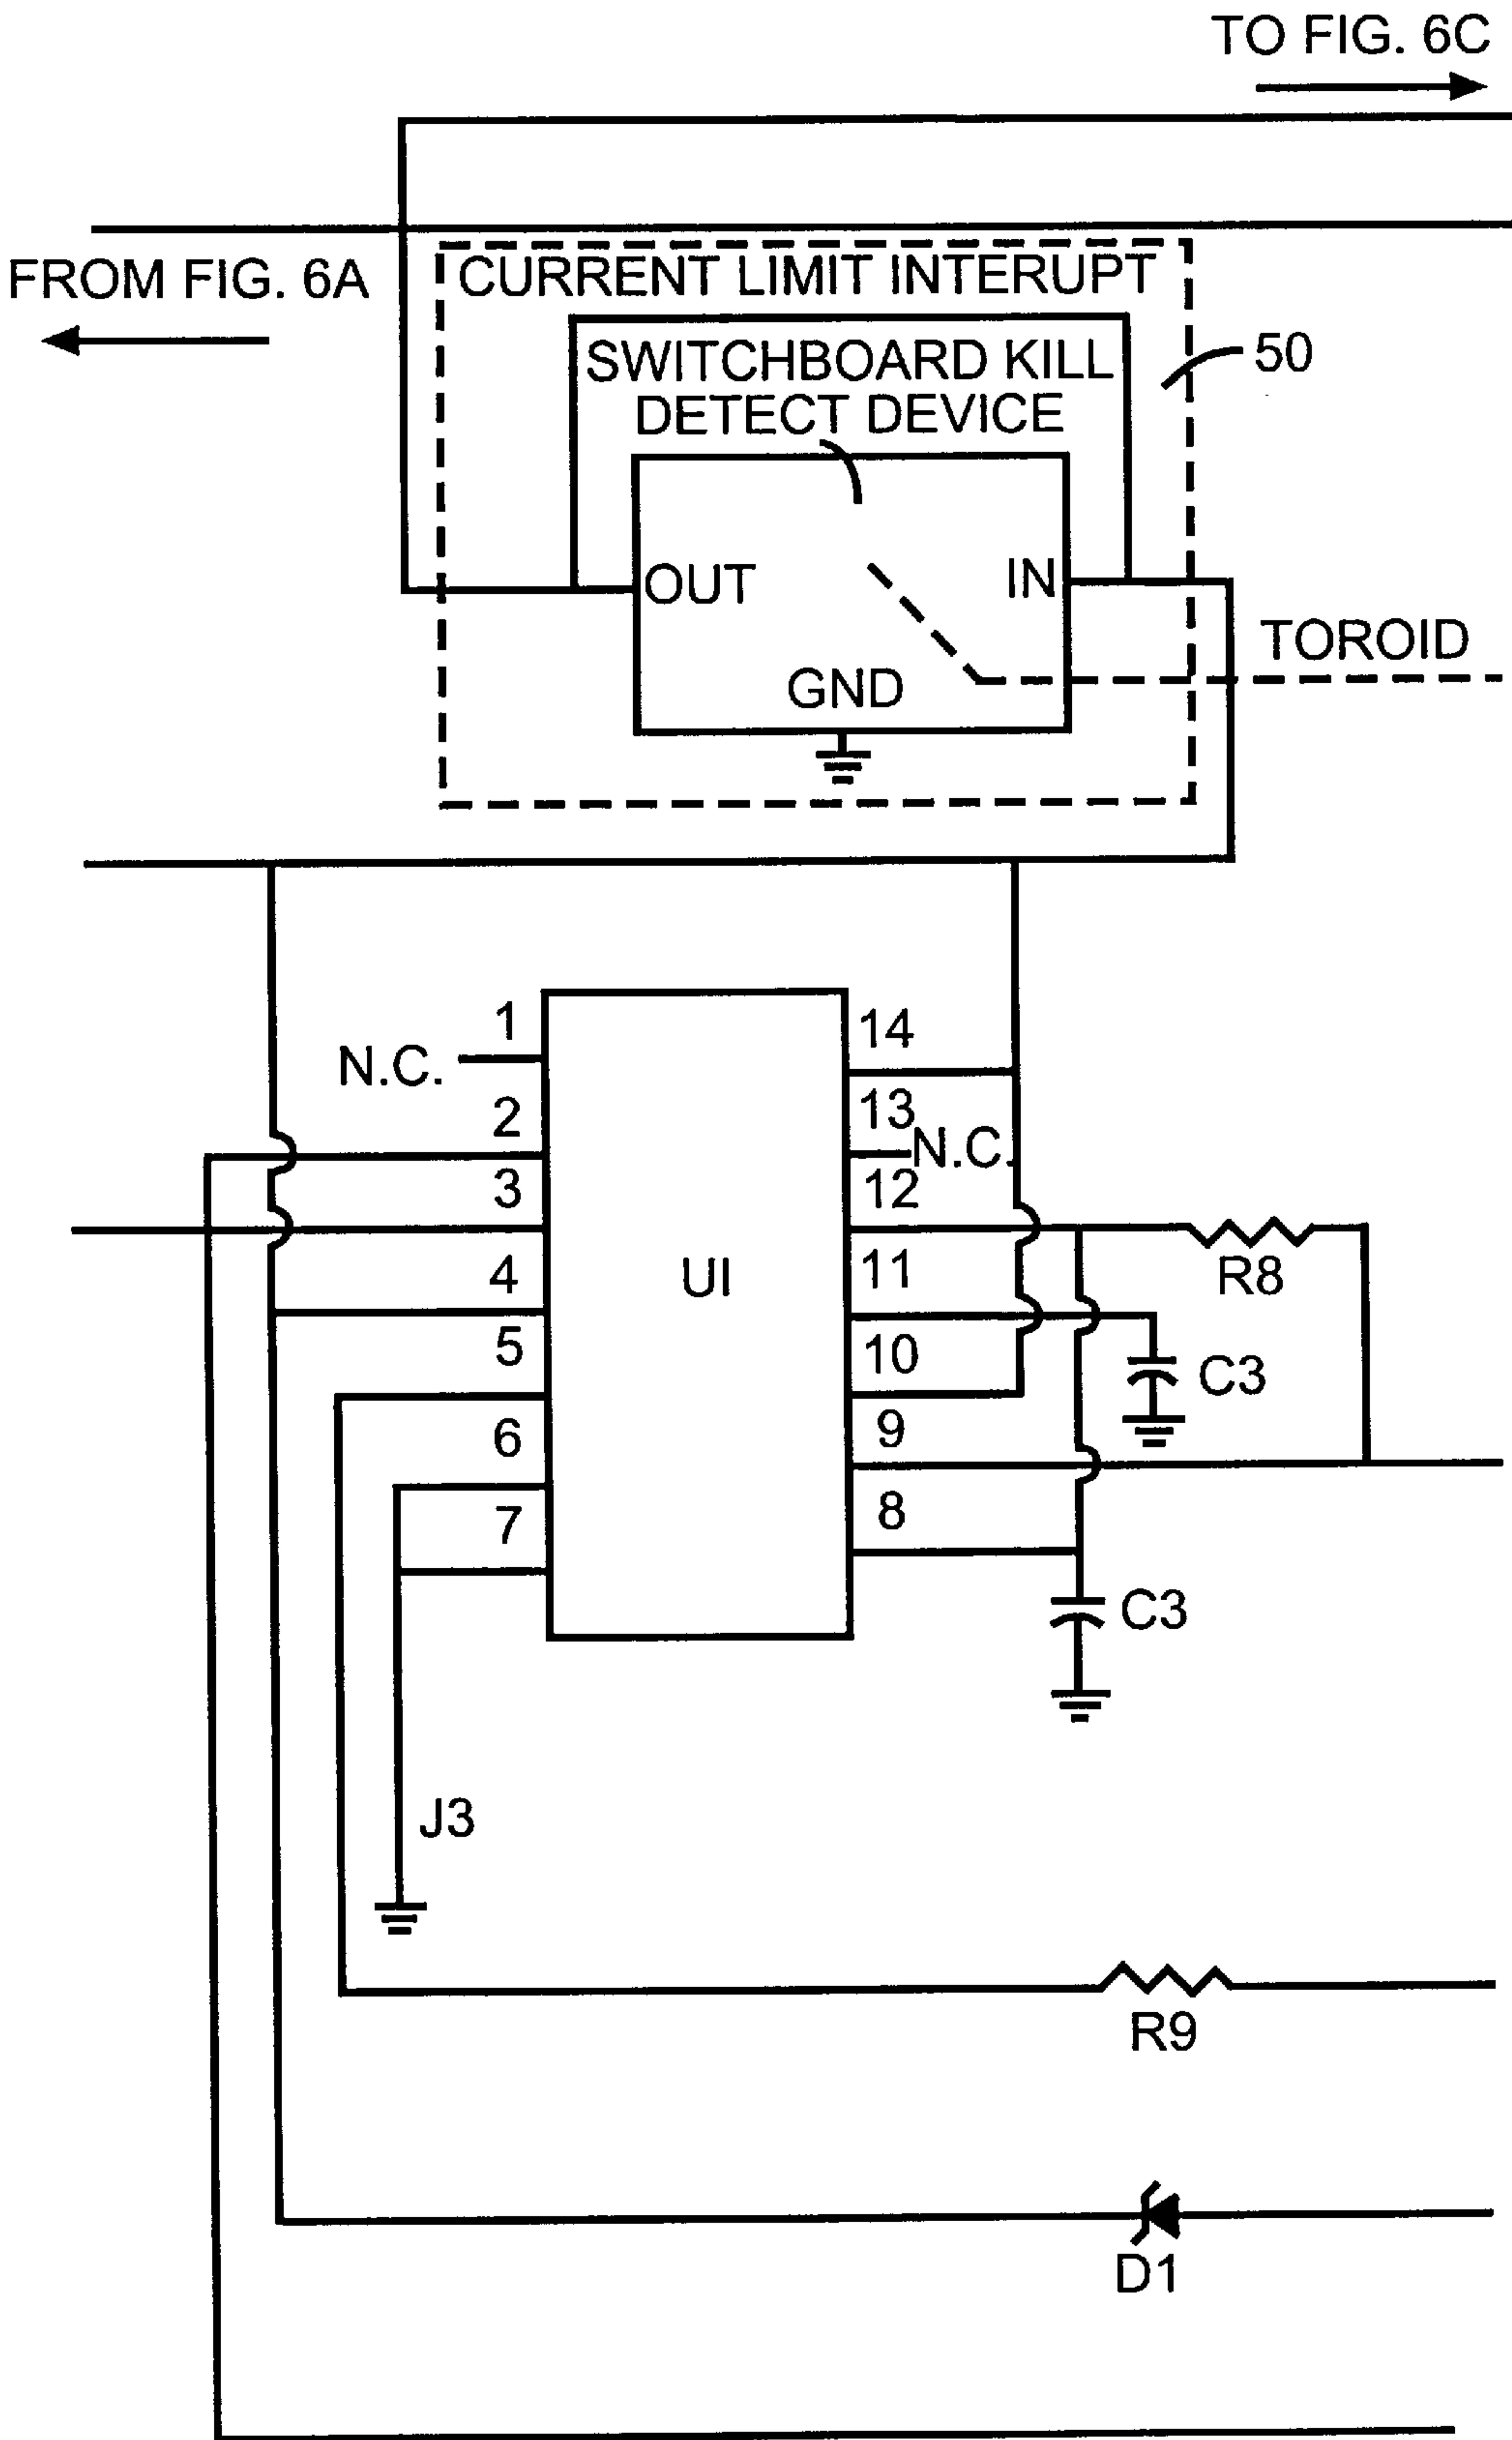 TO FIG. 6C
FROM FIG. 6A
CURRENT LIMIT INTERUPT
SWITCHBOARD KILL
DETECT DEVICE
50
OUT
IN
TOROID
GND
1
14
N.C.
13
2
N.C.
3
12
4
UI
11
R8
5
10
C3
6
9
7
8
C3
J3
R9
D1